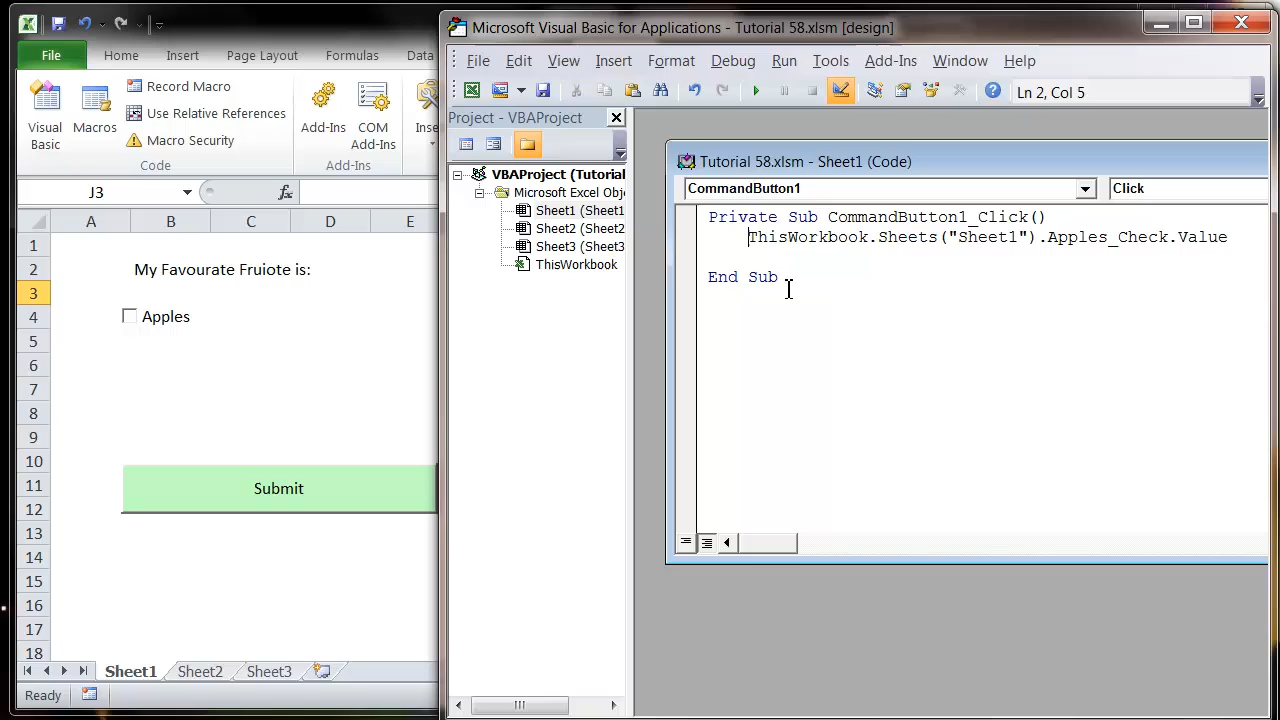 Microsoft Visual Basic for Applications - Tutorial 58.xlsm [design]
File Home Insert Page Layout Formulas Data
File Edit View Insert Format Debug Run Tools Add-Ins Window Help
Ln 2, Col 5
Visual Basic
Macros
Record Macro
Use Relative References
Macro Security
Code
Add-Ins
COM Add-Ins
Add-Ins
Inse
J3
fx
A B C D E
1
2
3
4
5
6
7
8
9
10
11
12
13
14
15
16
17
18
My Favourate Fruiote is:
Apples
Submit
Sheet1 Sheet2 Sheet3
Ready
Project - VBAProject
VBAProject (Tutorial
Microsoft Excel Obj
Sheet1 (Sheet1
Sheet2 (Sheet2
Sheet3 (Sheet3
ThisWorkbook
Tutorial 58.xlsm - Sheet1 (Code)
CommandButton1
Click
Private Sub CommandButton1_Click()
ThisWorkbook.Sheets("Sheet1").Apples_Check.Value
End Sub